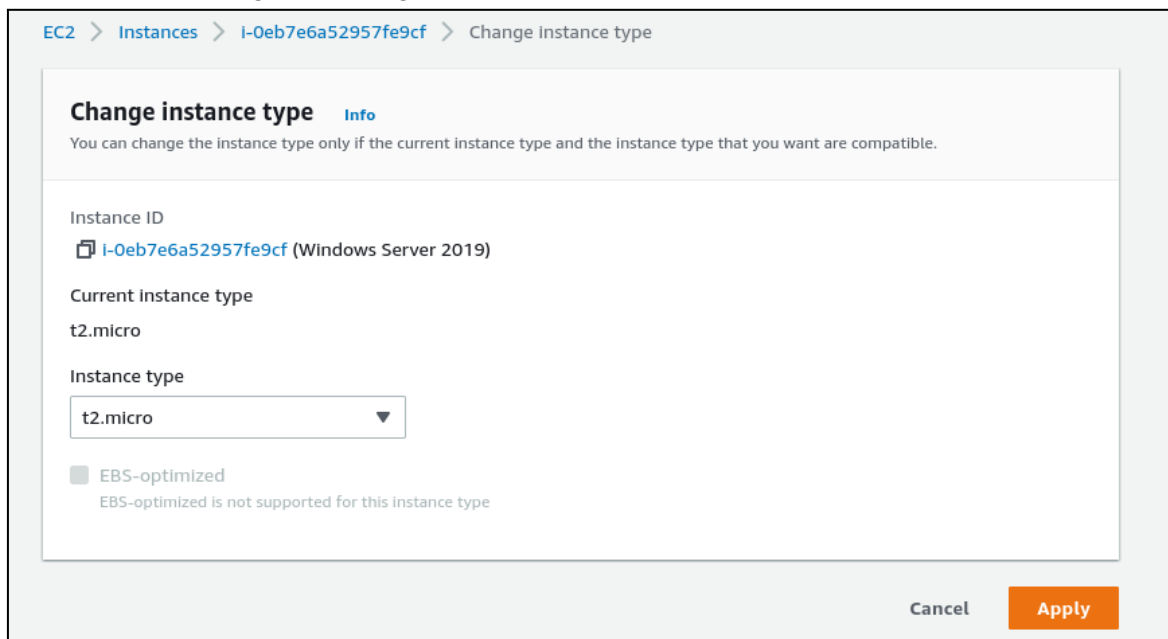 EC2 > Instances > i-0eb7e6a52957fe9cf > Change instance type
Change instance type Info
You can change the instance type only if the current instance type and the instance type that you want are compatible.
Instance ID
i-0eb7e6a52957fe9cf (Windows Server 2019)
Current instance type
t2.micro
Instance type
t2.micro
EBS-optimized
EBS-optimized is not supported for this instance type
Cancel Apply